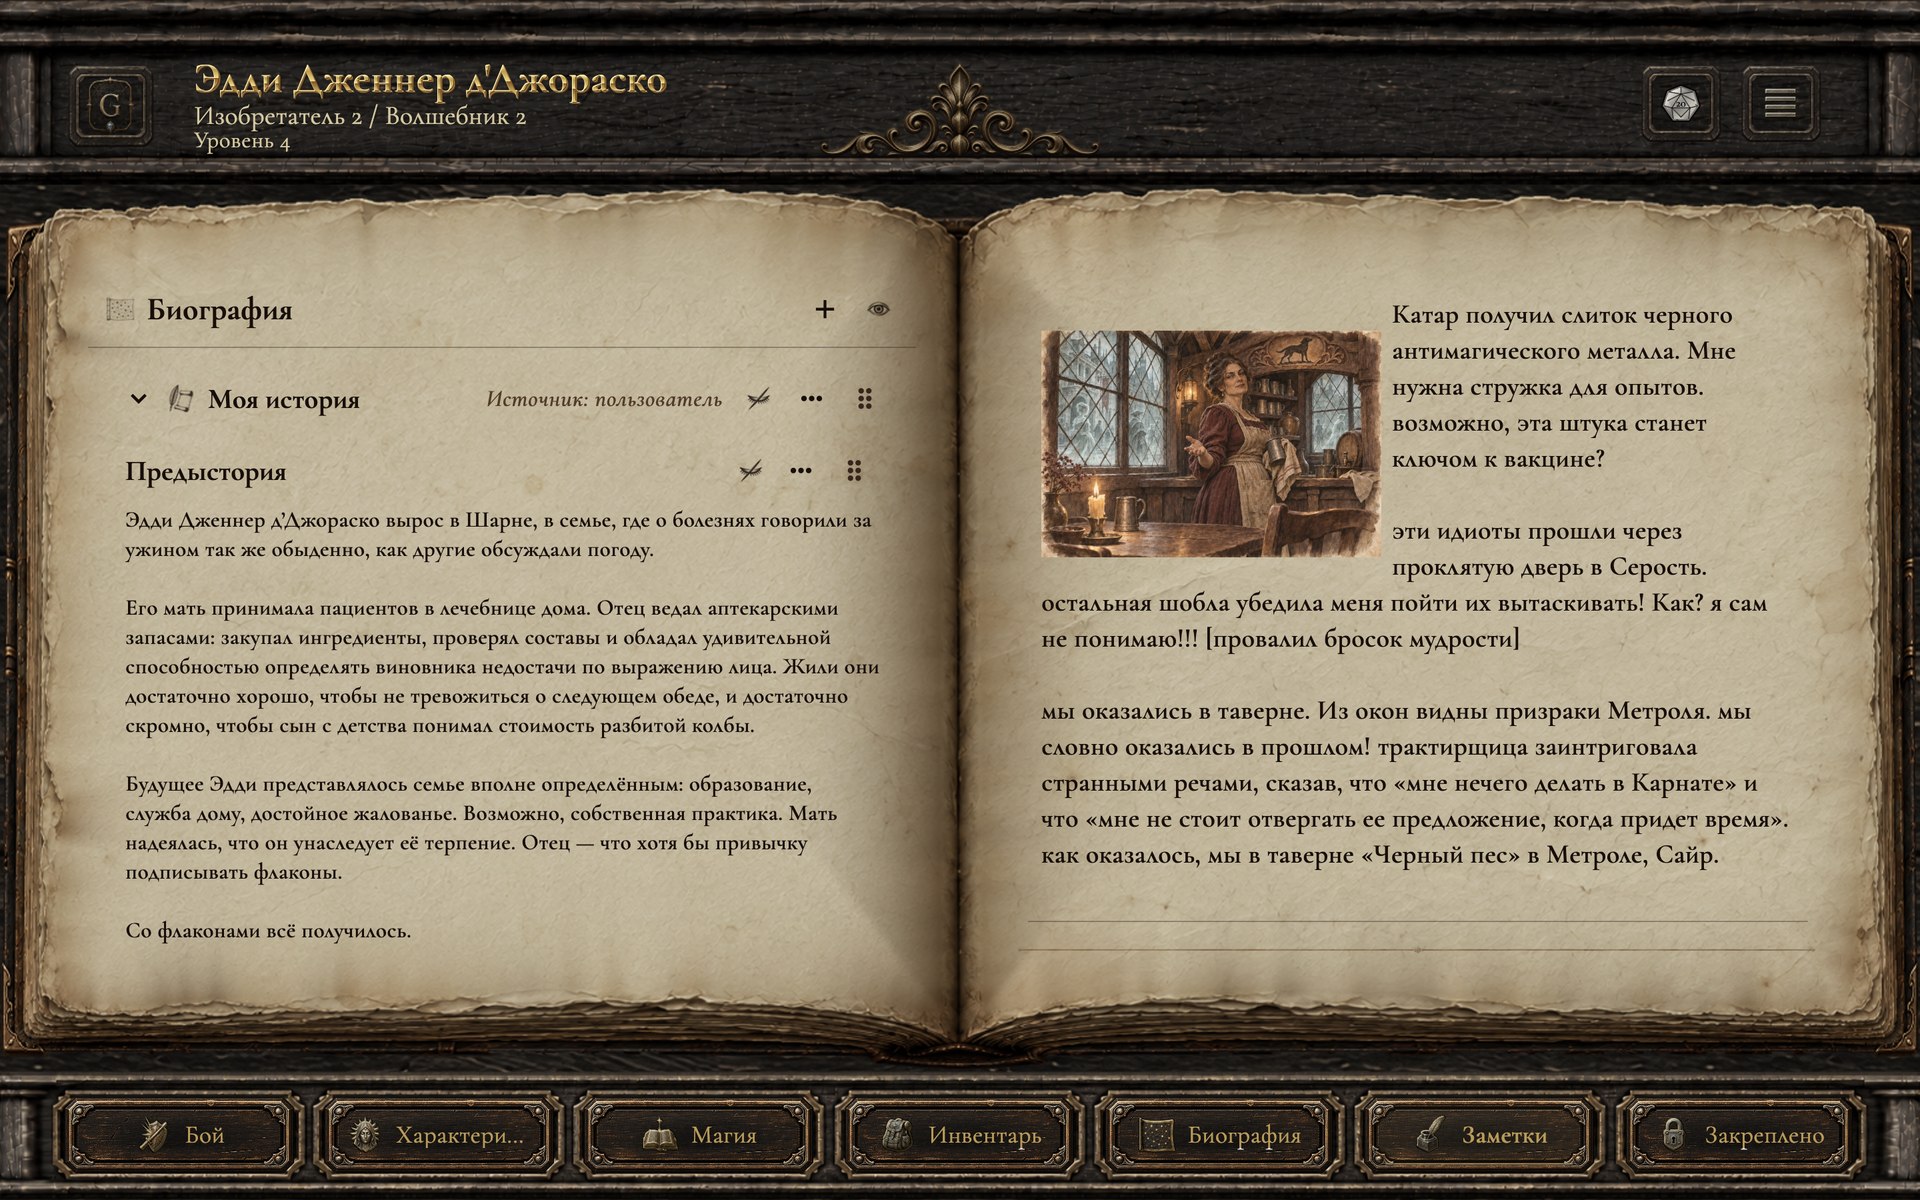 G
Эдди Дженнер д'Джораско
Изобретатель 2 / Волшебник 2
Уровень 4
20
Биография
Моя история
Источник: пользователь
Предыстория
Эдди Дженнер д'Джораско вырос в Шарне, в семье, где о болезнях говорили за
ужином так же обыденно, как другие обсуждали погоду.
Его мать принимала пациентов в лечебнице дома. Отец ведал аптекарскими
запасами: закупал ингредиенты, проверял составы и обладал удивительной
способностью определять виновника недостачи по выражению лица. Жили они
достаточно хорошо, чтобы не тревожиться о следующем обеде, и достаточно
скромно, чтобы сын с детства понимал стоимость разбитой колбы.
Будущее Эдди представлялось семье вполне определённым: образование,
служба дому, достойное жалованье. Возможно, собственная практика. Мать
надеялась, что он унаследует её терпение. Отец — что хотя бы привычку
подписывать флаконы.
Со флаконами всё получилось.
Катар получил слиток черного
антимагического металла. Мне
нужна стружка для опытов.
возможно, эта штука станет
ключом к вакцине?
эти идиоты прошли через
проклятую дверь в Серость.
остальная шобла убедила меня пойти их вытаскивать! Как? я сам
не понимаю!!! [провалил бросок мудрости]
мы оказались в таверне. Из окон видны призраки Метроля. мы
словно оказались в прошлом! трактирщица заинтриговала
странными речами, сказав, что «мне нечего делать в Карнате» и
что «мне не стоит отвергать ее предложение, когда придет время».
как оказалось, мы в таверне «Черный пес» в Метроле, Сайр.
Бой
Характери...
Магия
Инвентарь
Биография
Заметки
Закреплено